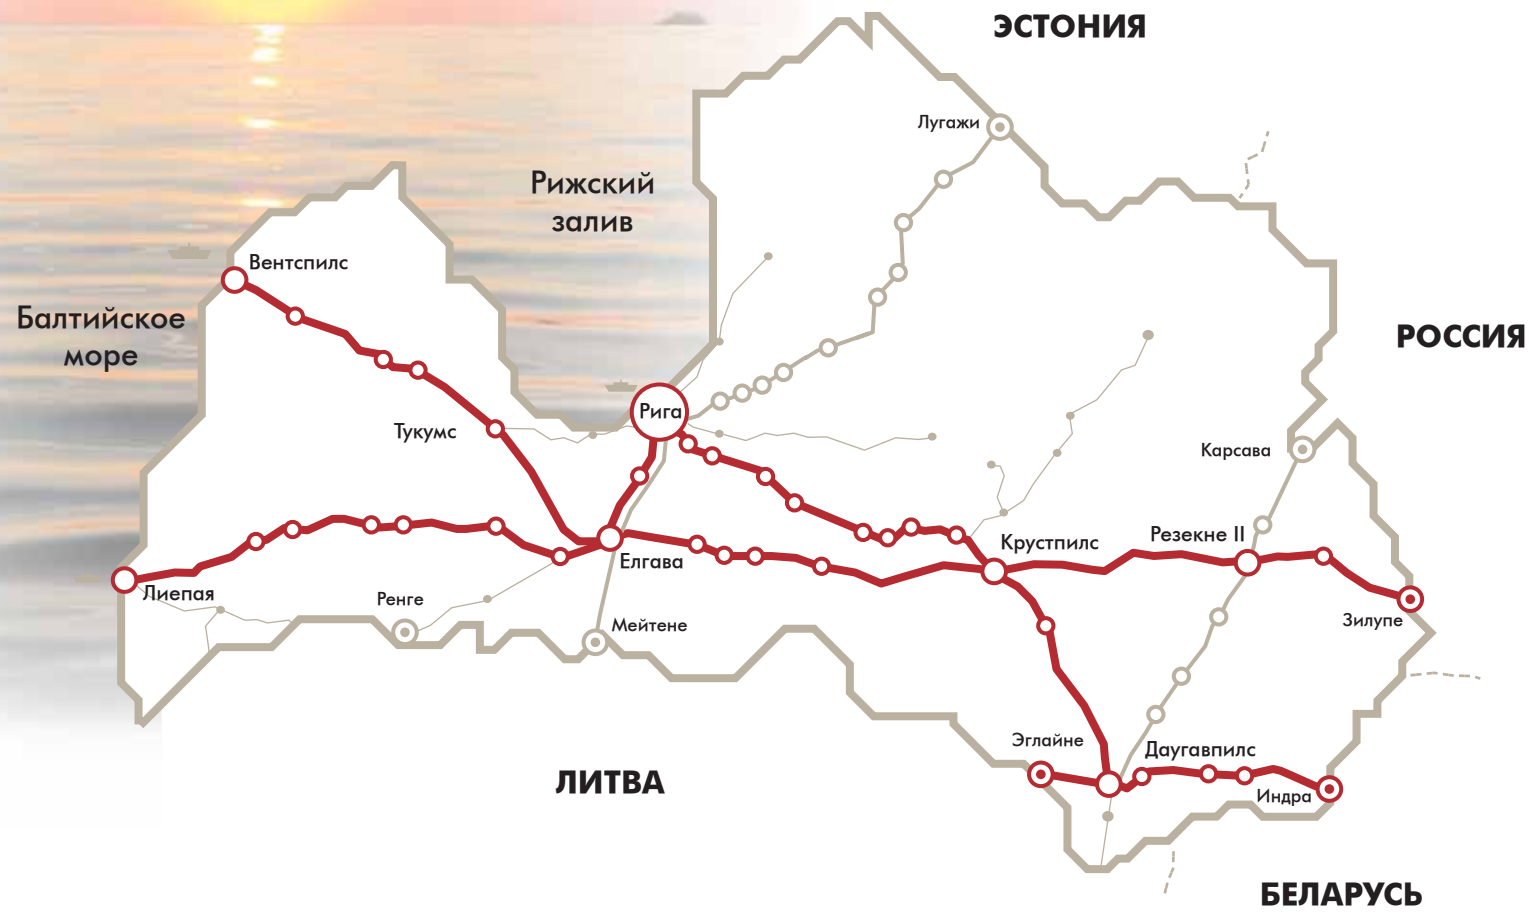 ЭСТОНИЯ
Лугажи
Рижский
залив
Вентспилс
Балтийское
море
РОССИЯ
Рига
Тукумс
Карсава
Резекне II
Крустпилс
Елгава
Лиепая
Ренге
Мейтене
Зилупе
Эглайне
Даугавпилс
Индра
ЛИТВА
БЕЛАРУСЬ